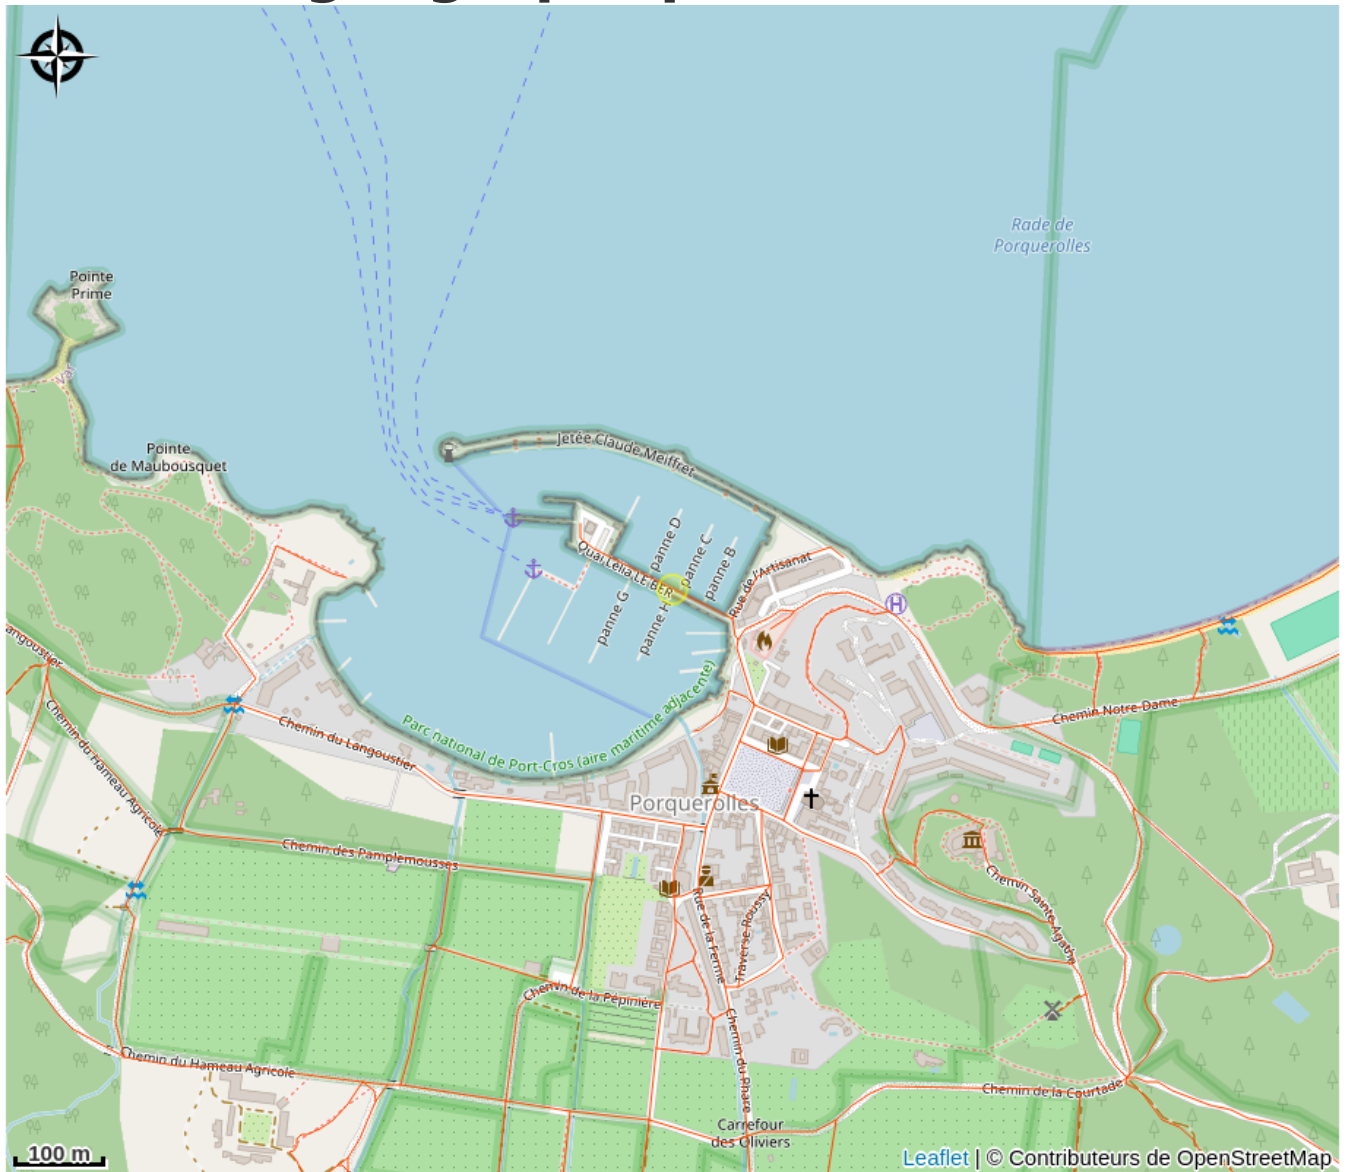 Rade de
Porquerolles
Pointe
Prime
Var
Jetée Claude Meiffret
Pointe
de Maubousquet
panne D
panne C
panne B
Quai Célia LE BER
Rue de l'Artisanat
H
panne G
panne H
angoustier
Parc national de Port-Cros (aire maritime adjacente)
Chemin Notre-Dame
Chemin du Hameau Agricole
Chemin du Langoustier
Porquerolles
Chemin des Pamplemousses
Chemin Sainte-Agathe
Rue de la Ferme
Traverse Roussy
Chemin de la Pépinière
Chemin du Phare
Chemin du Hameau Agricole
Chemin de la Courtade
Carrefour
des Oliviers
100 m
Leaflet | © Contributeurs de OpenStreetMap